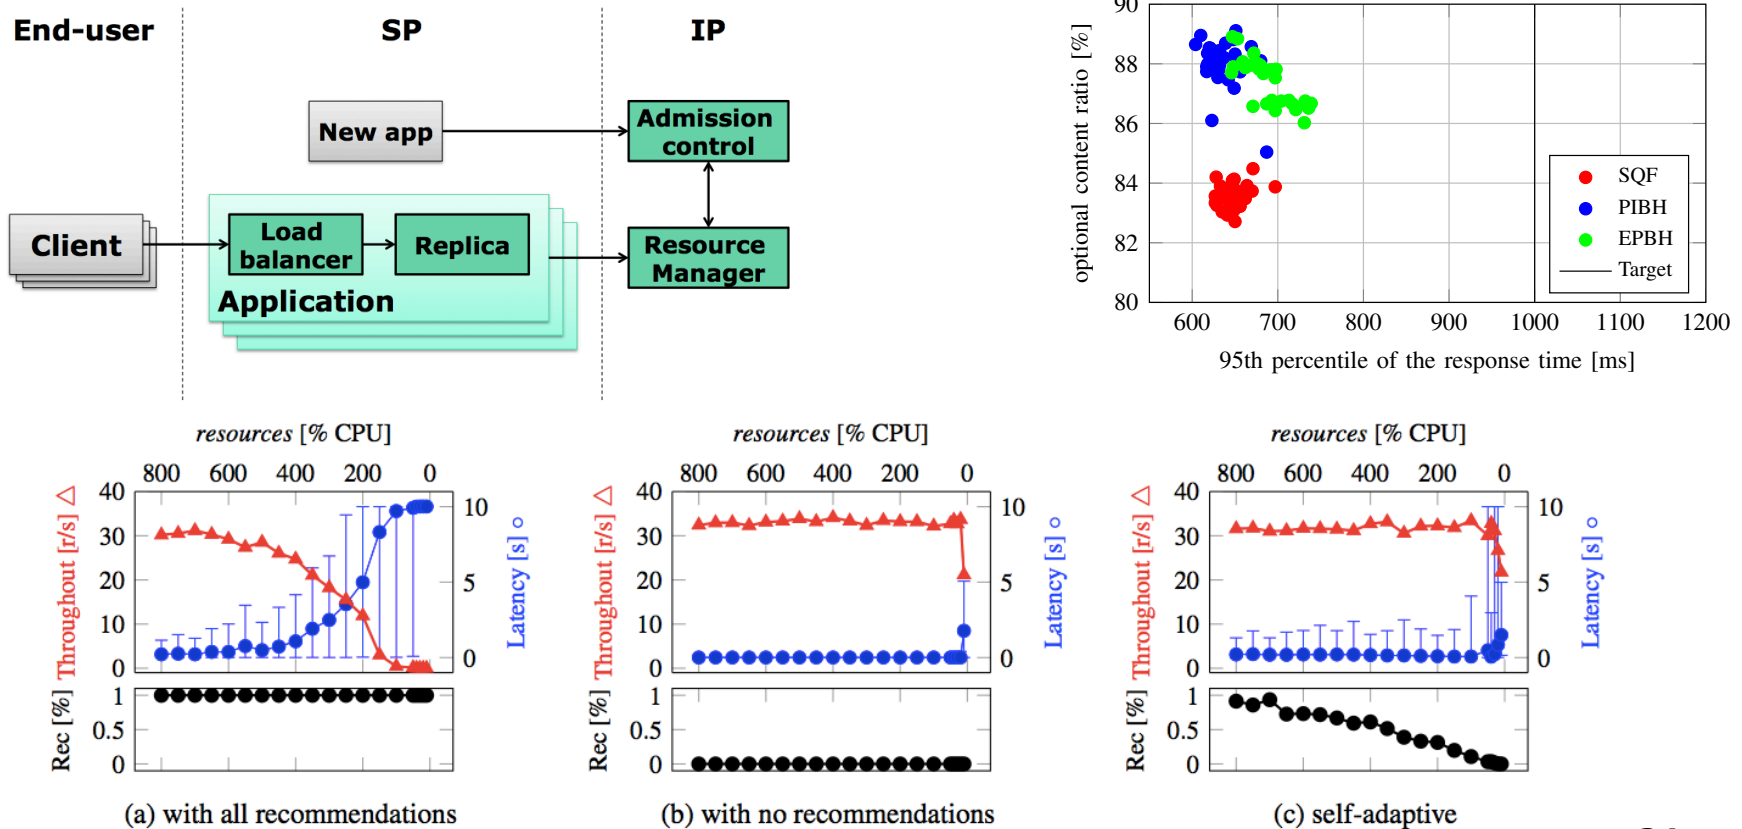 End-user
SP
IP
New app
Admission
control
Client
Load
balancer
Replica
Application
Resource
Manager
optional content ratio [%]
90
88
86
84
82
80
600 700 800 900 1000 1100 1200
95th percentile of the response time [ms]
SQF
PIBH
EPBH
Target
resources [% CPU]
800 600 400 200 0
Throughout [r/s] △
40
30
20
10
0
10
5
0
Latency [s] ○
Rec [%]
1
0.5
0
(a) with all recommendations
resources [% CPU]
800 600 400 200 0
Throughout [r/s] △
40
30
20
10
0
10
5
0
Latency [s] ○
Rec [%]
1
0.5
0
(b) with no recommendations
resources [% CPU]
800 600 400 200 0
Throughout [r/s] △
40
30
20
10
0
10
5
0
Latency [s] ○
Rec [%]
1
0.5
0
(c) self-adaptive